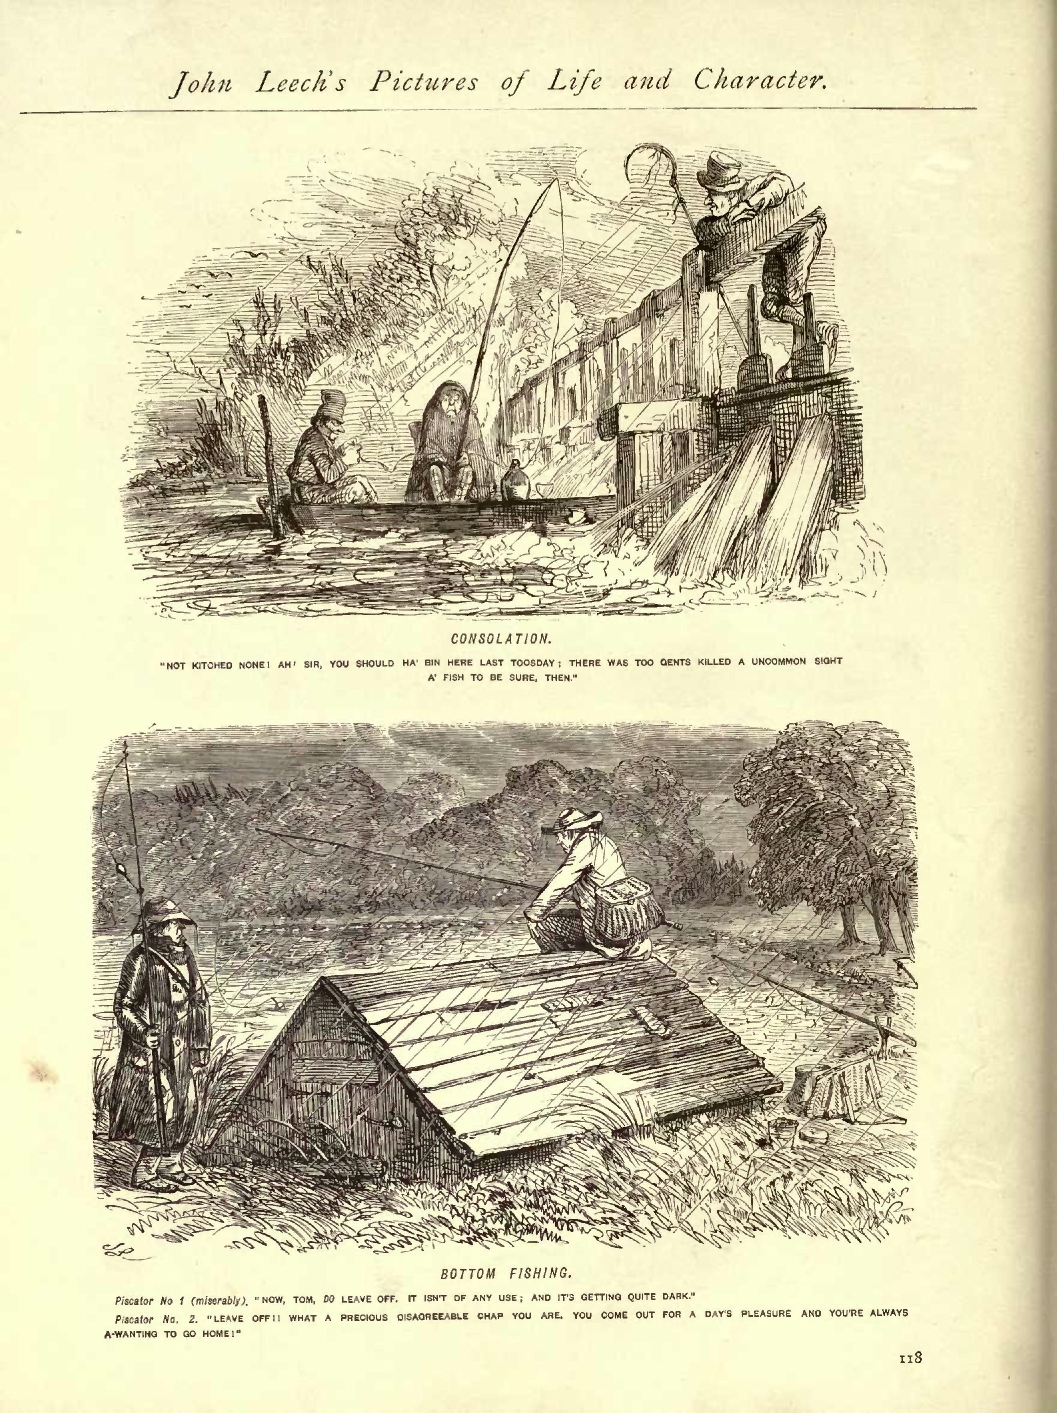 John Leech's Pictures of Life and Character.
CONSOLATION.
"NOT KITCHED NONE! AH! SIR, YOU SHOULD HA' BIN HERE LAST TOOSDAY; THERE WAS TOO GENTS KILLED A UNCOMMON SIGHT
A' FISH TO BE SURE, THEN."
BOTTOM FISHING.
Piscator No 1 (miserably). "NOW, TOM, DO LEAVE OFF. IT ISN'T OF ANY USE; AND IT'S GETTING QUITE DARK."
Piscator No. 2. "LEAVE OFF!! WHAT A PRECIOUS DISAGREEABLE CHAP YOU ARE. YOU COME OUT FOR A DAY'S PLEASURE AND YOU'RE ALWAYS
A-WANTING TO GO HOME!"
118